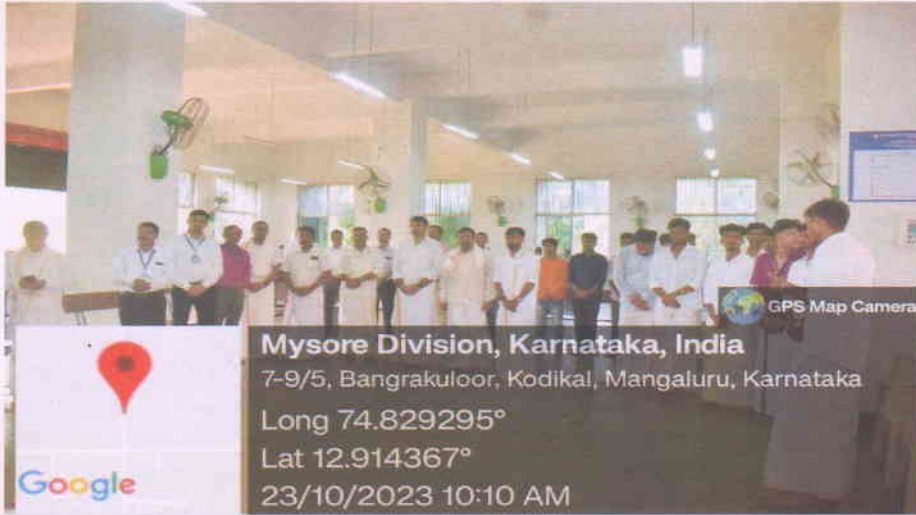 GPS Map Camera
Mysore Division, Karnataka, India
7-9/5, Bangrakuloor, Kodikal, Mangaluru, Karnataka
Long 74.829295°
Lat 12.914367°
23/10/2023 10:10 AM
Google